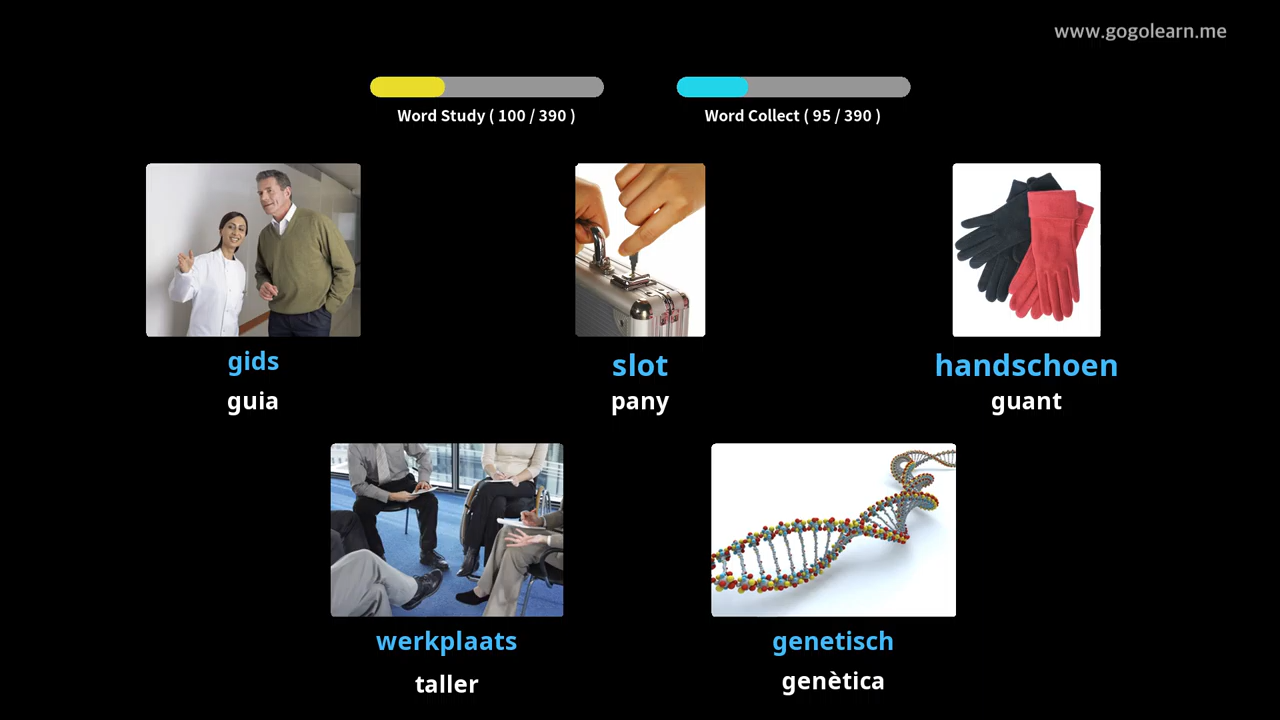 www.gogolearn.me
Word Study ( 100 / 390 )
Word Collect ( 95 / 390 )
gids
guia
slot
pany
handschoen
guant
werkplaats
taller
genetisch
genètica